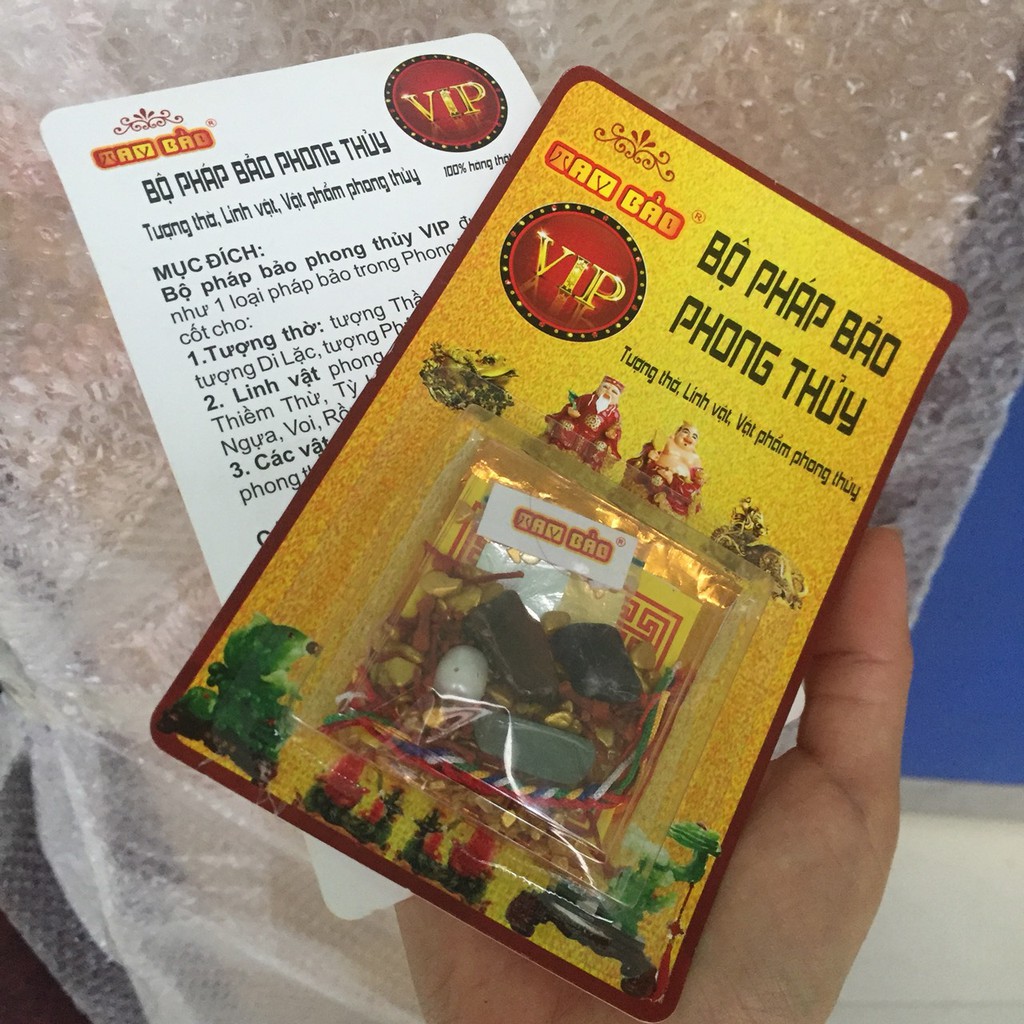 TAM BẢO®
VIP
BỘ PHÁP BẢO PHONG THỦY
100% hàng thật
Tượng thờ, Linh vật, Vật phẩm phong thủy
MỤC ĐÍCH:
Bộ pháp bảo phong thủy VIP
như 1 loại pháp bảo trong Phong
cốt cho:
1.Tượng thờ: tượng
tượng Di Lặc, tượng
2. Linh vật phong
Thiềm Thừ, Tỳ
Ngựa, Voi,
3. Các vật
phong
TAM BẢO®
VIP
BỘ PHÁP BẢO
PHONG THỦY
Tượng thờ, Linh vật, Vật phẩm phong thủy
TAM BẢO®